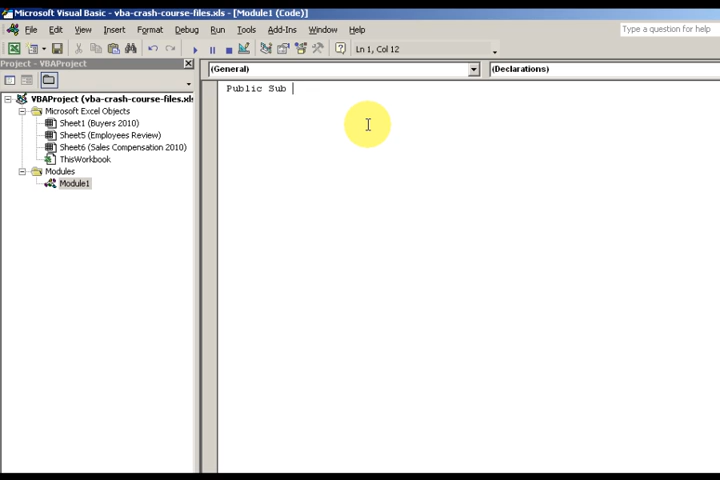 Microsoft Visual Basic - vba-crash-course-files.xls - [Module1 (Code)]
File Edit View Insert Format Debug Run Tools Add-Ins Window Help
Type a question for help
Ln 1, Col 12
Project - VBAProject
(General)
(Declarations)
VBAProject (vba-crash-course-files.xls
Microsoft Excel Objects
Sheet1 (Buyers 2010)
Sheet5 (Employees Review)
Sheet6 (Sales Compensation 2010)
ThisWorkbook
Modules
Module1
Public Sub